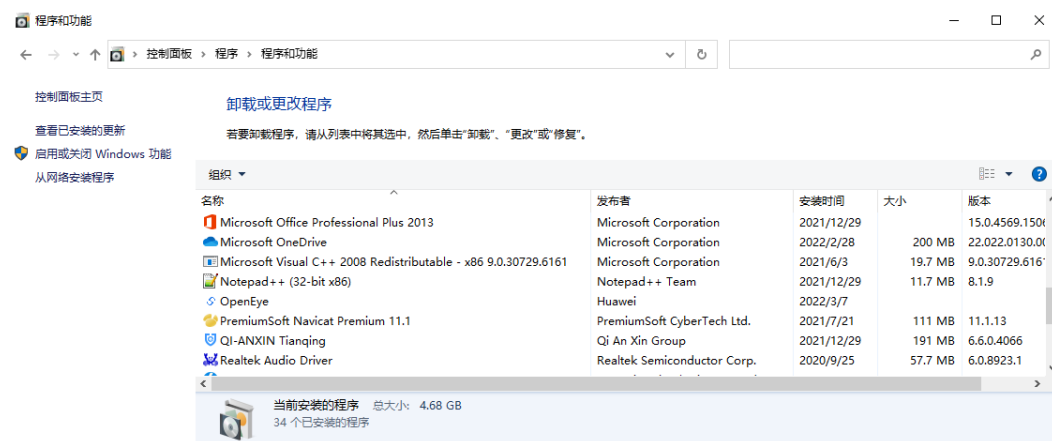 程序和功能
控制面板 › 程序 › 程序和功能
控制面板主页
查看已安装的更新
启用或关闭 Windows 功能
从网络安装程序
卸载或更改程序
若要卸载程序，请从列表中将其选中，然后单击“卸载”、“更改”或“修复”。
组织
名称 发布者 安装时间 大小 版本
Microsoft Office Professional Plus 2013 Microsoft Corporation 2021/12/29 15.0.4569.1506
Microsoft OneDrive Microsoft Corporation 2022/2/28 200 MB 22.022.0130.00
Microsoft Visual C++ 2008 Redistributable - x86 9.0.30729.6161 Microsoft Corporation 2021/6/3 19.7 MB 9.0.30729.616
Notepad++ (32-bit x86) Notepad++ Team 2021/12/29 11.7 MB 8.1.9
OpenEye Huawei 2022/3/7
PremiumSoft Navicat Premium 11.1 PremiumSoft CyberTech Ltd. 2021/7/21 111 MB 11.1.13
QI-ANXIN Tianqing Qi An Xin Group 2021/12/29 191 MB 6.6.0.4066
Realtek Audio Driver Realtek Semiconductor Corp. 2020/9/25 57.7 MB 6.0.8923.1
当前安装的程序 总大小: 4.68 GB
34 个已安装的程序